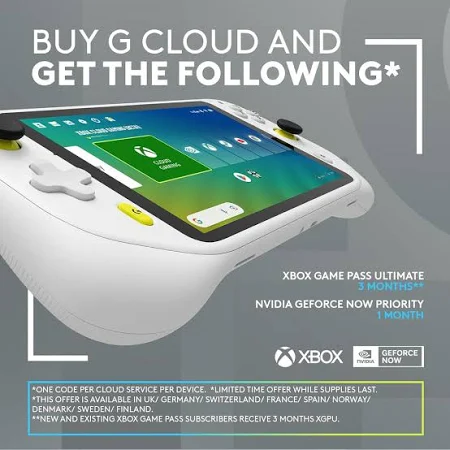 BUY G CLOUD AND
GET THE FOLLOWING*
CLOUD
GAMING
G
XBOX GAME PASS ULTIMATE
3 MONTHS**
NVIDIA GEFORCE NOW PRIORITY
1 MONTH
XBOX
NVIDIA
GEFORCE
NOW
*ONE CODE PER CLOUD SERVICE PER DEVICE. *LIMITED TIME OFFER WHILE SUPPLIES LAST.
*THIS OFFER IS AVAILABLE IN UK/ GERMANY/ SWITZERLAND/ FRANCE/ SPAIN/ NORWAY/
DENMARK/ SWEDEN/ FINLAND.
**NEW AND EXISTING XBOX GAME PASS SUBSCRIBERS RECEIVE 3 MONTHS XGPU.